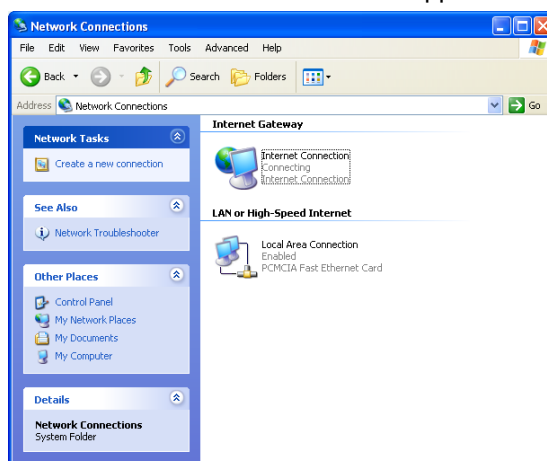 Network Connections
File Edit View Favorites Tools Advanced Help
Back Search Folders
Address Network Connections Go
Network Tasks
Create a new connection
See Also
Network Troubleshooter
Other Places
Control Panel
My Network Places
My Documents
My Computer
Details
Network Connections
System Folder
Internet Gateway
Internet Connection
Connecting
Internet Connection
LAN or High-Speed Internet
Local Area Connection
Enabled
PCMCIA Fast Ethernet Card